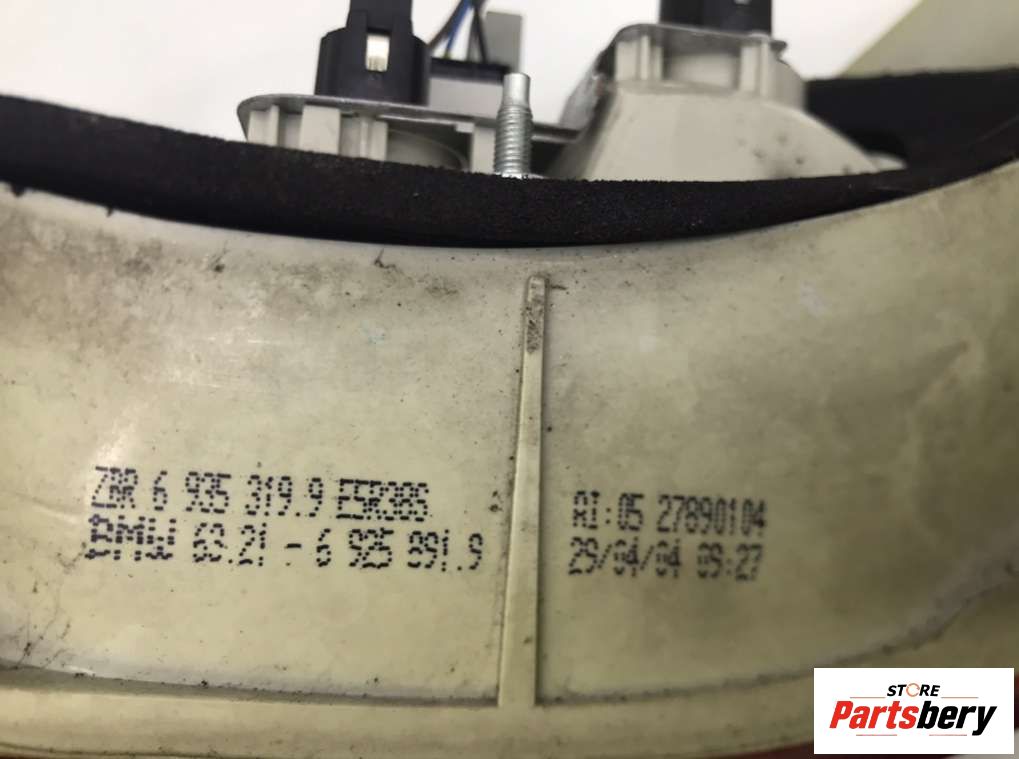 ZBR 6 935 319.9 E5R38S
BMW 63.21 - 6 925 891.9
AI:05 27890104
29/04/04 09:27
STORE
Partsbery